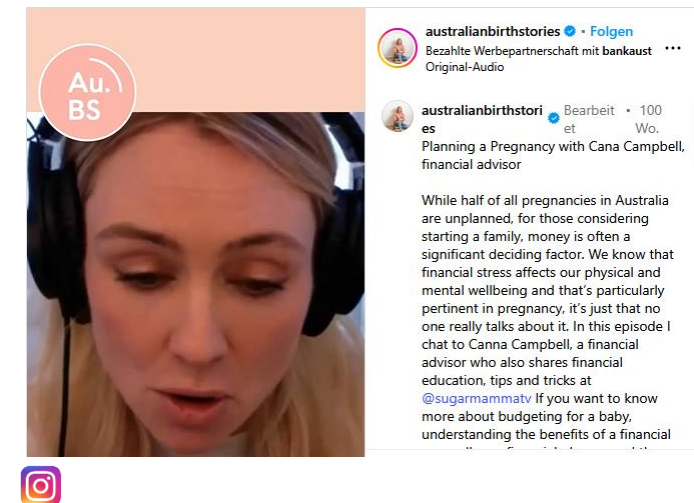 Au.
BS
australianbirthstories • Folgen
Bezahlte Werbepartnerschaft mit bankaust
Original-Audio
australianbirthstori
es
Bearbeit
et
• 100
Wo.
Planning a Pregnancy with Cana Campbell,
financial advisor
While half of all pregnancies in Australia
are unplanned, for those considering
starting a family, money is often a
significant deciding factor. We know that
financial stress affects our physical and
mental wellbeing and that's particularly
pertinent in pregnancy, it's just that no
one really talks about it. In this episode I
chat to Canna Campbell, a financial
advisor who also shares financial
education, tips and tricks at
@sugarmammatv If you want to know
more about budgeting for a baby,
understanding the benefits of a financial